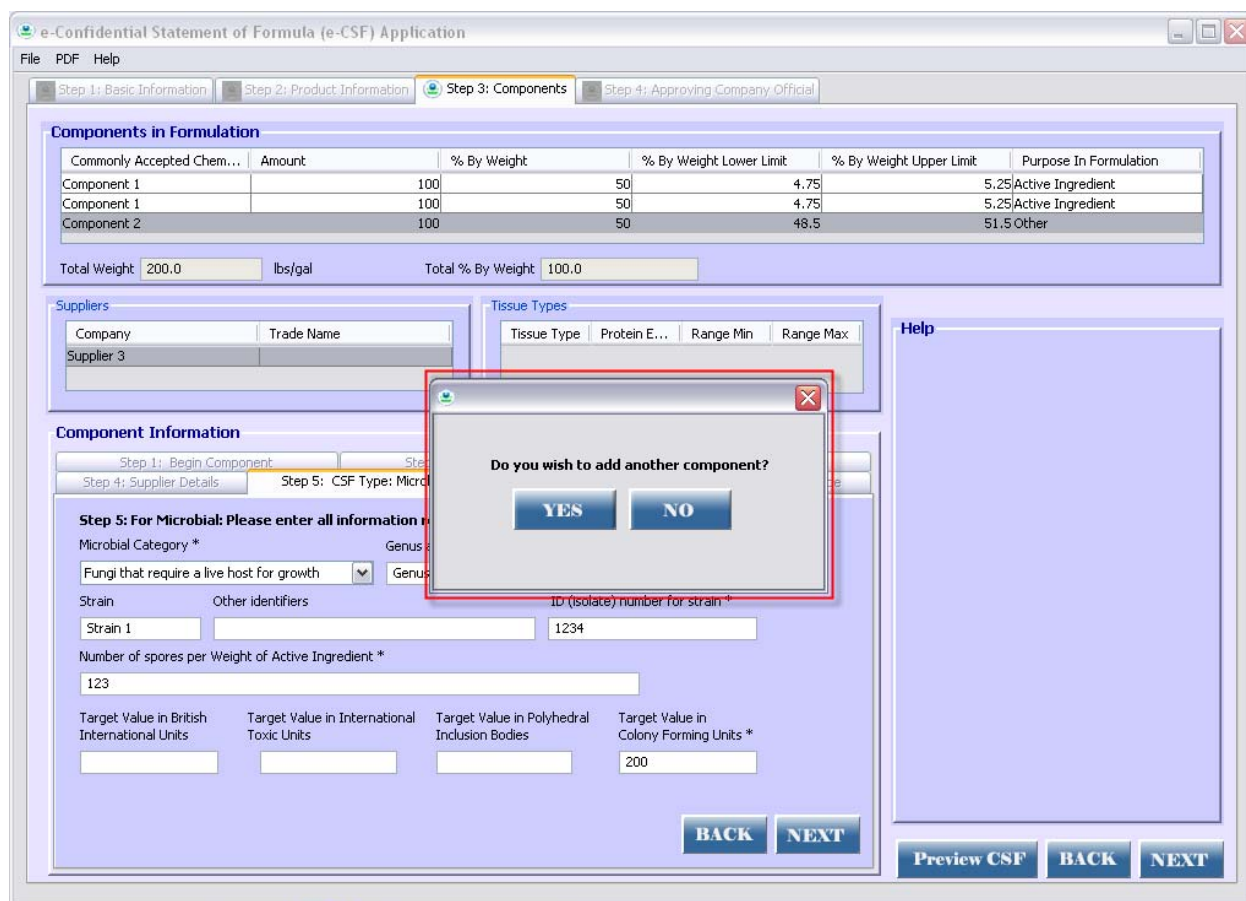 e-Confidential Statement of Formula (e-CSF) Application
File PDF Help
Step 1: Basic Information Step 2: Product Information Step 3: Components Step 4: Approving Company Official
Components in Formulation
Commonly Accepted Chem... Amount % By Weight % By Weight Lower Limit % By Weight Upper Limit Purpose In Formulation
Component 1 100 50 4.75 5.25 Active Ingredient
Component 1 100 50 4.75 5.25 Active Ingredient
Component 2 100 50 48.5 51.5 Other
Total Weight 200.0 lbs/gal Total % By Weight 100.0
Suppliers
Company Trade Name
Supplier 3
Tissue Types
Tissue Type Protein E... Range Min Range Max
Help
Do you wish to add another component?
YES NO
Component Information
Step 1: Begin Component Ste
Step 4: Supplier Details Step 5: CSF Type: Micro
Step 5: For Microbial: Please enter all information
Microbial Category * Genus
Fungi that require a live host for growth Genus
Strain Other identifiers ID (isolate) number for strain *
Strain 1 1234
Number of spores per Weight of Active Ingredient *
123
Target Value in British
International Units
Target Value in International
Toxic Units
Target Value in Polyhedral
Inclusion Bodies
Target Value in
Colony Forming Units *
200
BACK NEXT
Preview CSF BACK NEXT